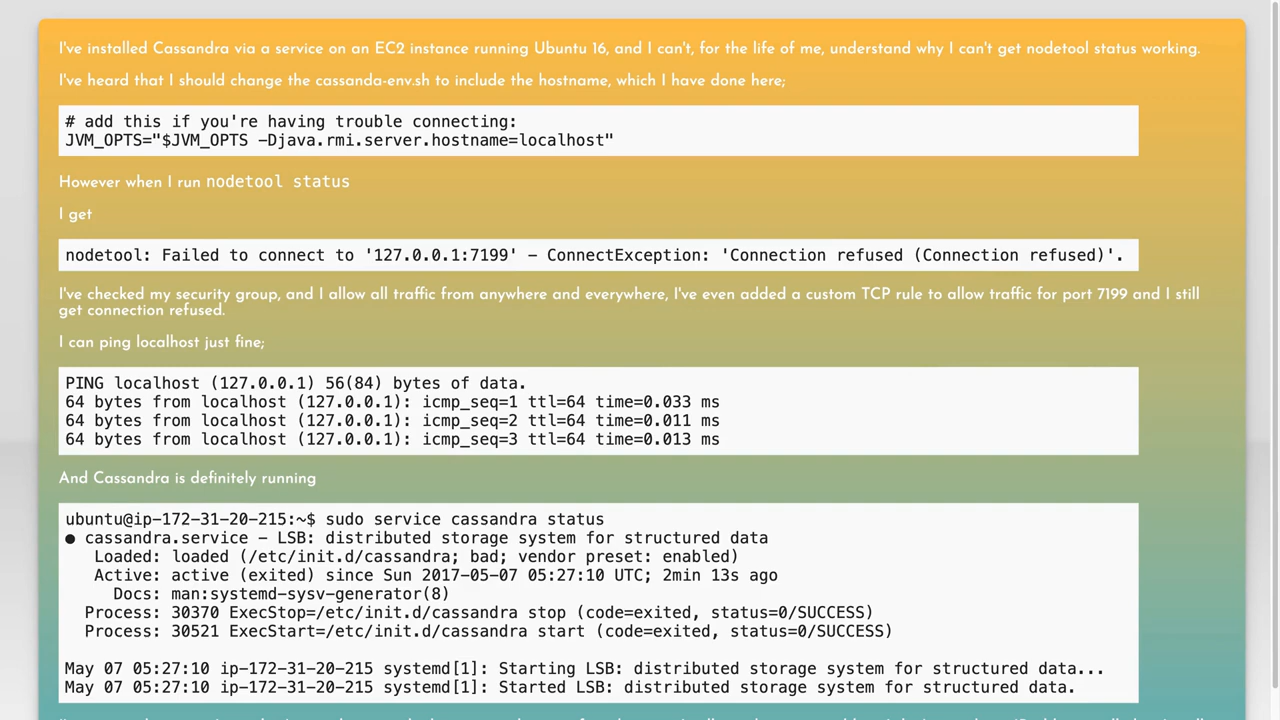 I've installed Cassandra via a service on an EC2 instance running Ubuntu 16, and I can't, for the life of me, understand why I can't get nodetool status working.
I've heard that I should change the cassanda-env.sh to include the hostname, which I have done here;
# add this if you're having trouble connecting:
JVM_OPTS="$JVM_OPTS -Djava.rmi.server.hostname=localhost"
However when I run nodetool status
I get
nodetool: Failed to connect to '127.0.0.1:7199' - ConnectException: 'Connection refused (Connection refused)'.
I've checked my security group, and I allow all traffic from anywhere and everywhere, I've even added a custom TCP rule to allow traffic for port 7199 and I still
get connection refused.
I can ping localhost just fine;
PING localhost (127.0.0.1) 56(84) bytes of data.
64 bytes from localhost (127.0.0.1): icmp_seq=1 ttl=64 time=0.033 ms
64 bytes from localhost (127.0.0.1): icmp_seq=2 ttl=64 time=0.011 ms
64 bytes from localhost (127.0.0.1): icmp_seq=3 ttl=64 time=0.013 ms
And Cassandra is definitely running
ubuntu@ip-172-31-20-215:~$ sudo service cassandra status
● cassandra.service - LSB: distributed storage system for structured data
Loaded: loaded (/etc/init.d/cassandra; bad; vendor preset: enabled)
Active: active (exited) since Sun 2017-05-07 05:27:10 UTC; 2min 13s ago
Docs: man:systemd-sysv-generator(8)
Process: 30370 ExecStop=/etc/init.d/cassandra stop (code=exited, status=0/SUCCESS)
Process: 30521 ExecStart=/etc/init.d/cassandra start (code=exited, status=0/SUCCESS)
May 07 05:27:10 ip-172-31-20-215 systemd[1]: Starting LSB: distributed storage system for structured data...
May 07 05:27:10 ip-172-31-20-215 systemd[1]: Started LSB: distributed storage system for structured data.